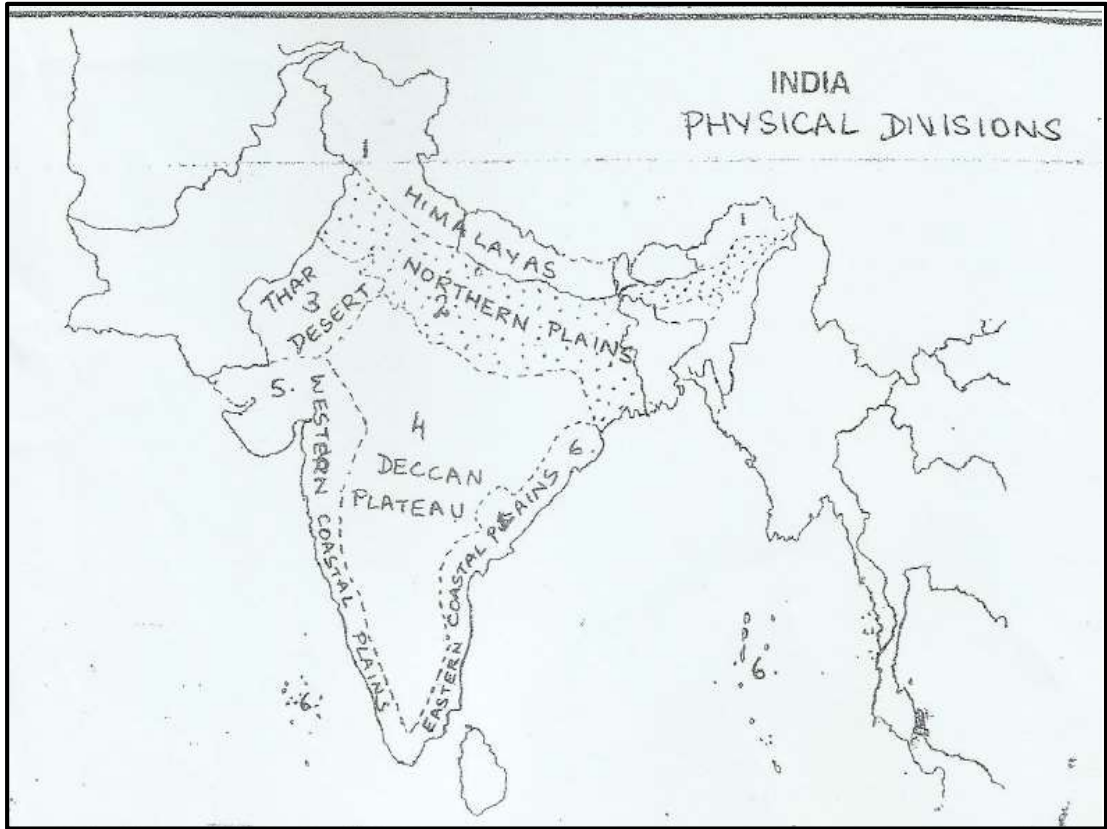 INDIA
PHYSICAL DIVISIONS
1
HIMALAYAS
1
NORTHERN PLAINS
2
THAR
3
DESERT
5
WESTERN COASTAL PLAINS
4
DECCAN
PLATEAU
6
EASTERN COASTAL PLAINS
6
6